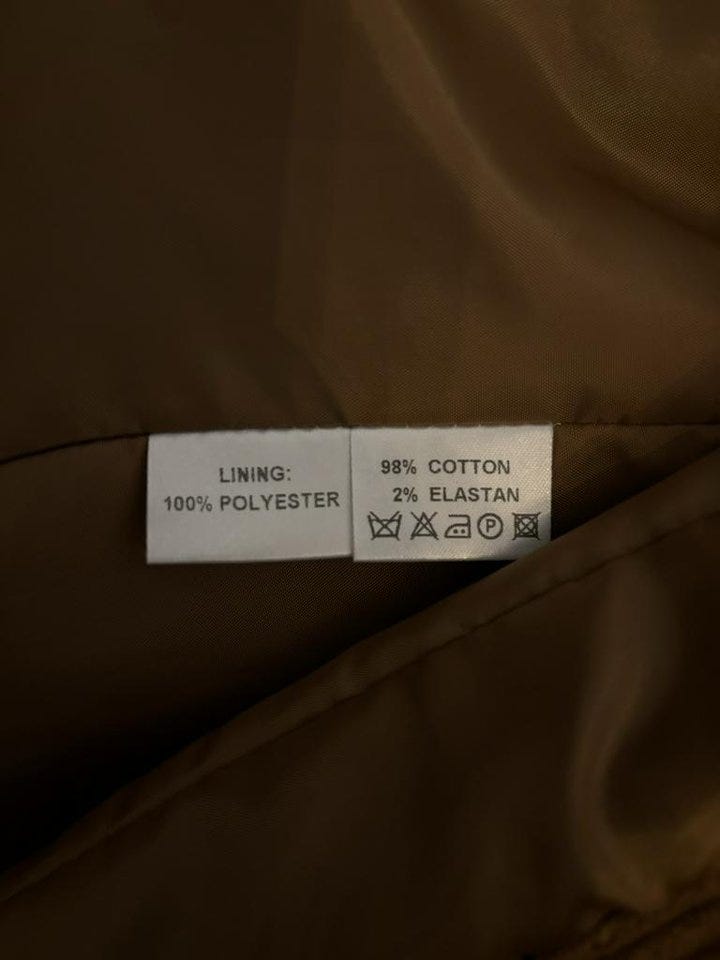 LINING:
100% POLYESTER
98% COTTON
2% ELASTAN
P